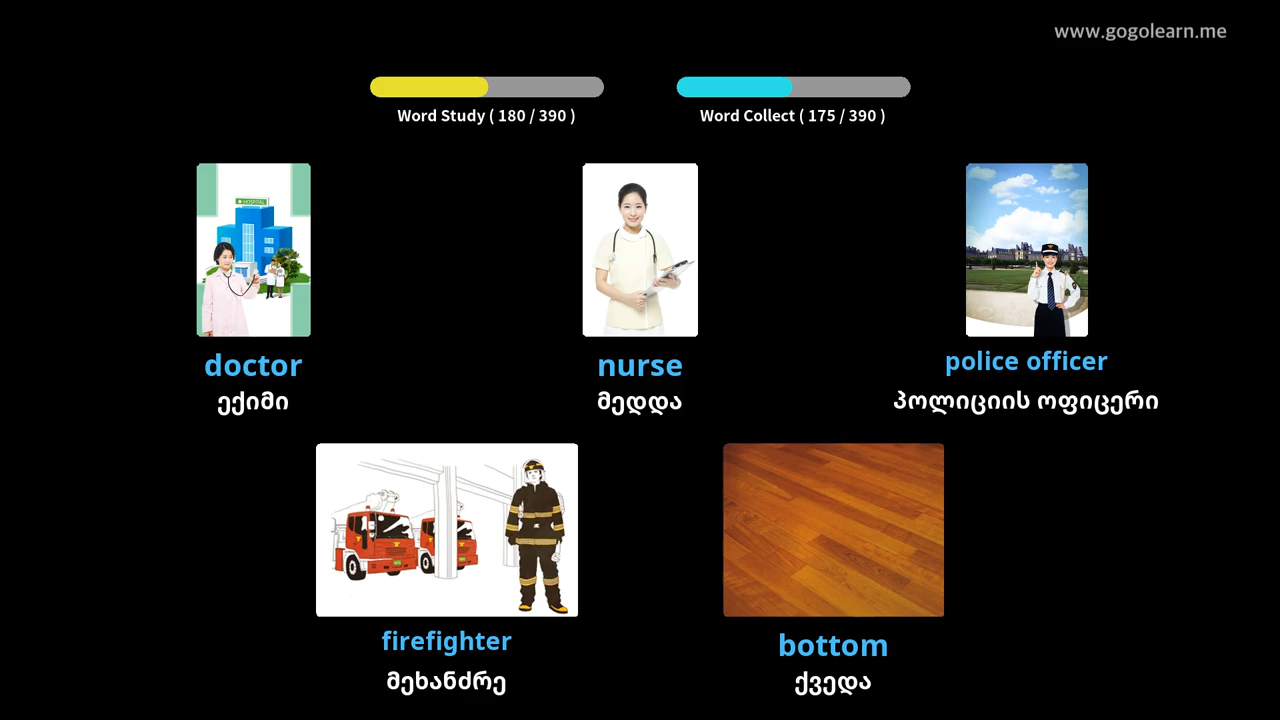 www.gogolearn.me
Word Study ( 180 / 390 )
Word Collect ( 175 / 390 )
HOSPITAL
doctor
ექიმი
nurse
მედდა
police officer
პოლიციის ოფიცერი
firefighter
მეხანძრე
bottom
ქვედა